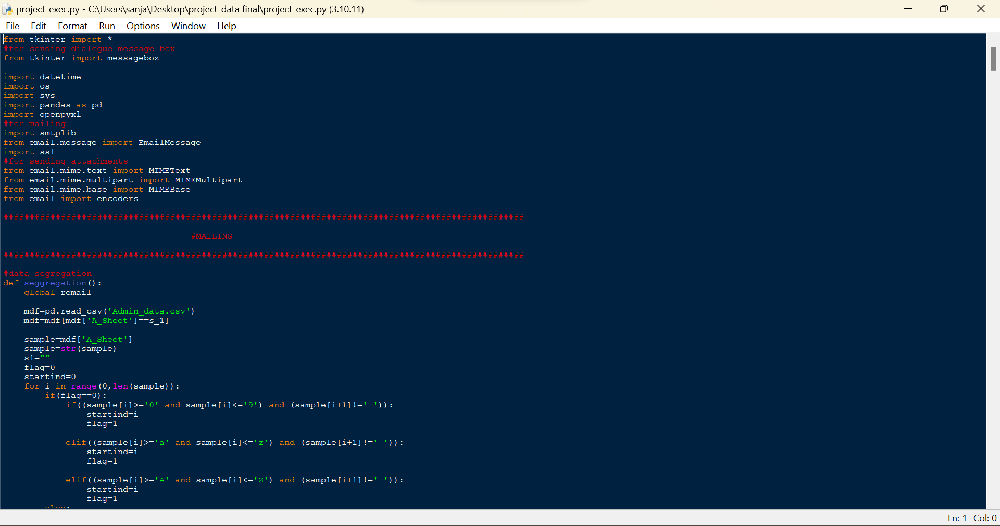 project_exec.py - C:\Users\sanja\Desktop\project_data final\project_exec.py (3.10.11)
File Edit Format Run Options Window Help
from tkinter import *
#for sending dialogue message box
from tkinter import messagebox
import datetime
import os
import sys
import pandas as pd
import openpyxl
#for mailing
import smtplib
from email.message import EmailMessage
import ssl
#for sending attachments
from email.mime.text import MIMEText
from email.mime.multipart import MIMEMultipart
from email.mime.base import MIMEBase
from email import encoders
####################################################################################################
#MAILING
####################################################################################################
#data segregation
def seggregation():
    global remail
    mdf=pd.read_csv('Admin_data.csv')
    mdf=mdf[mdf['A_Sheet']==s_1]
    sample=mdf['A_Sheet']
    sample=str(sample)
    s1=""
    flag=0
    startind=0
    for i in range(0,len(sample)):
        if(flag==0):
            if((sample[i]>='0' and sample[i]<='9') and (sample[i+1]!=' ')):
                startind=i
                flag=1
            elif((sample[i]>='a' and sample[i]<='z') and (sample[i+1]!=' ')):
                startind=i
                flag=1
            elif((sample[i]>='A' and sample[i]<='Z') and (sample[i+1]!=' ')):
                startind=i
                flag=1
        else:
Ln: 1 Col: 0